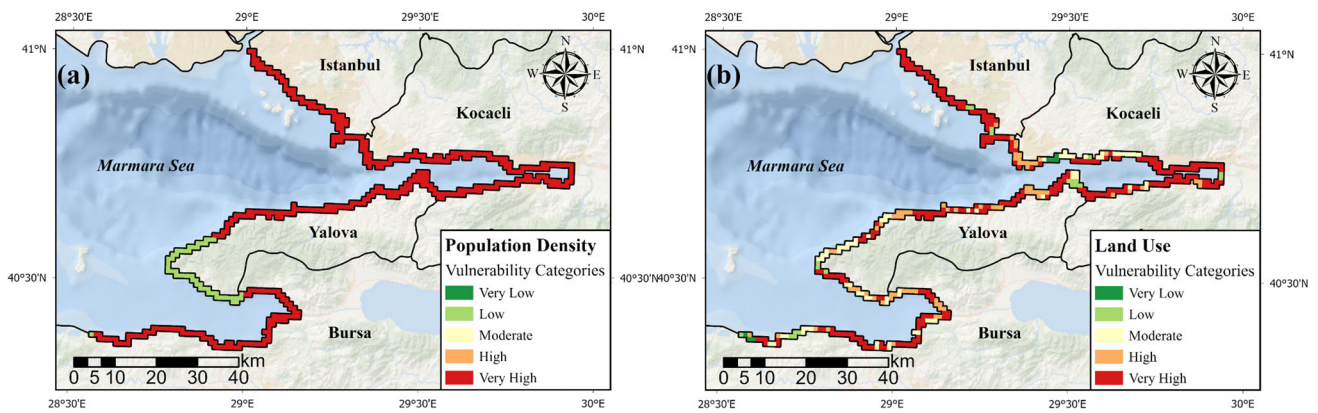 28°30'E 29°E 29°30'E 30°E
41°N
(a)
Istanbul
N
W E
S
Kocaeli
Marmara Sea
Yalova
Bursa
40°30'N
Population Density
Vulnerability Categories
Very Low
Low
Moderate
High
Very High
km
0 5 10 20 30 40
28°30'E 29°E 29°30'E 30°E
28°30'E 29°E 29°30'E 30°E
41°N
41°N
(b)
Istanbul
N
W E
S
Kocaeli
Marmara Sea
Yalova
Bursa
40°30'N
40°30'N
Land Use
Vulnerability Categories
Very Low
Low
Moderate
High
Very High
km
0 5 10 20 30 40
28°30'E 29°E 29°30'E 30°E